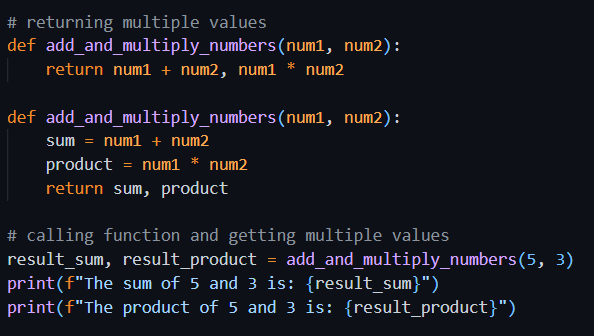 # returning multiple values
def add_and_multiply_numbers(num1, num2):
    return num1 + num2, num1 * num2

def add_and_multiply_numbers(num1, num2):
    sum = num1 + num2
    product = num1 * num2
    return sum, product

# calling function and getting multiple values
result_sum, result_product = add_and_multiply_numbers(5, 3)
print(f"The sum of 5 and 3 is: {result_sum}")
print(f"The product of 5 and 3 is: {result_product}")